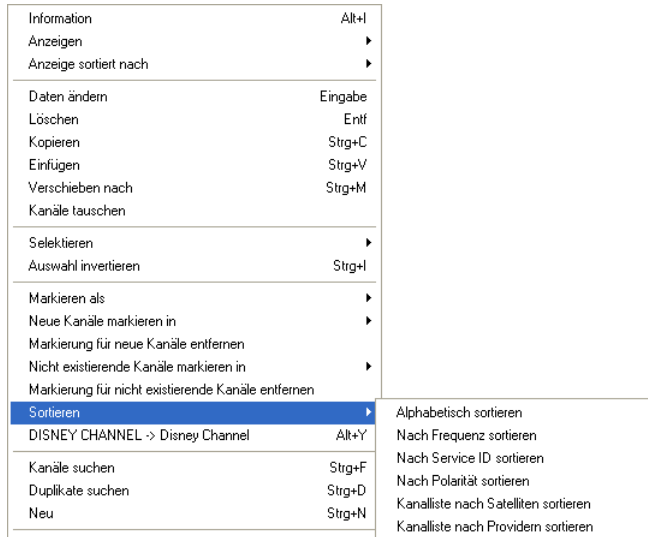 Information Alt+I
Anzeigen
Anzeige sortiert nach
Daten ändern Eingabe
Löschen Entf
Kopieren Strg+C
Einfügen Strg+V
Verschieben nach Strg+M
Kanäle tauschen
Selektieren
Auswahl invertieren Strg+I
Markieren als
Neue Kanäle markieren in
Markierung für neue Kanäle entfernen
Nicht existierende Kanäle markieren in
Markierung für nicht existierende Kanäle entfernen
Sortieren
DISNEY CHANNEL -> Disney Channel Alt+Y
Kanäle suchen Strg+F
Duplikate suchen Strg+D
Neu Strg+N
Alphabetisch sortieren
Nach Frequenz sortieren
Nach Service ID sortieren
Nach Polarität sortieren
Kanalliste nach Satelliten sortieren
Kanalliste nach Providern sortieren